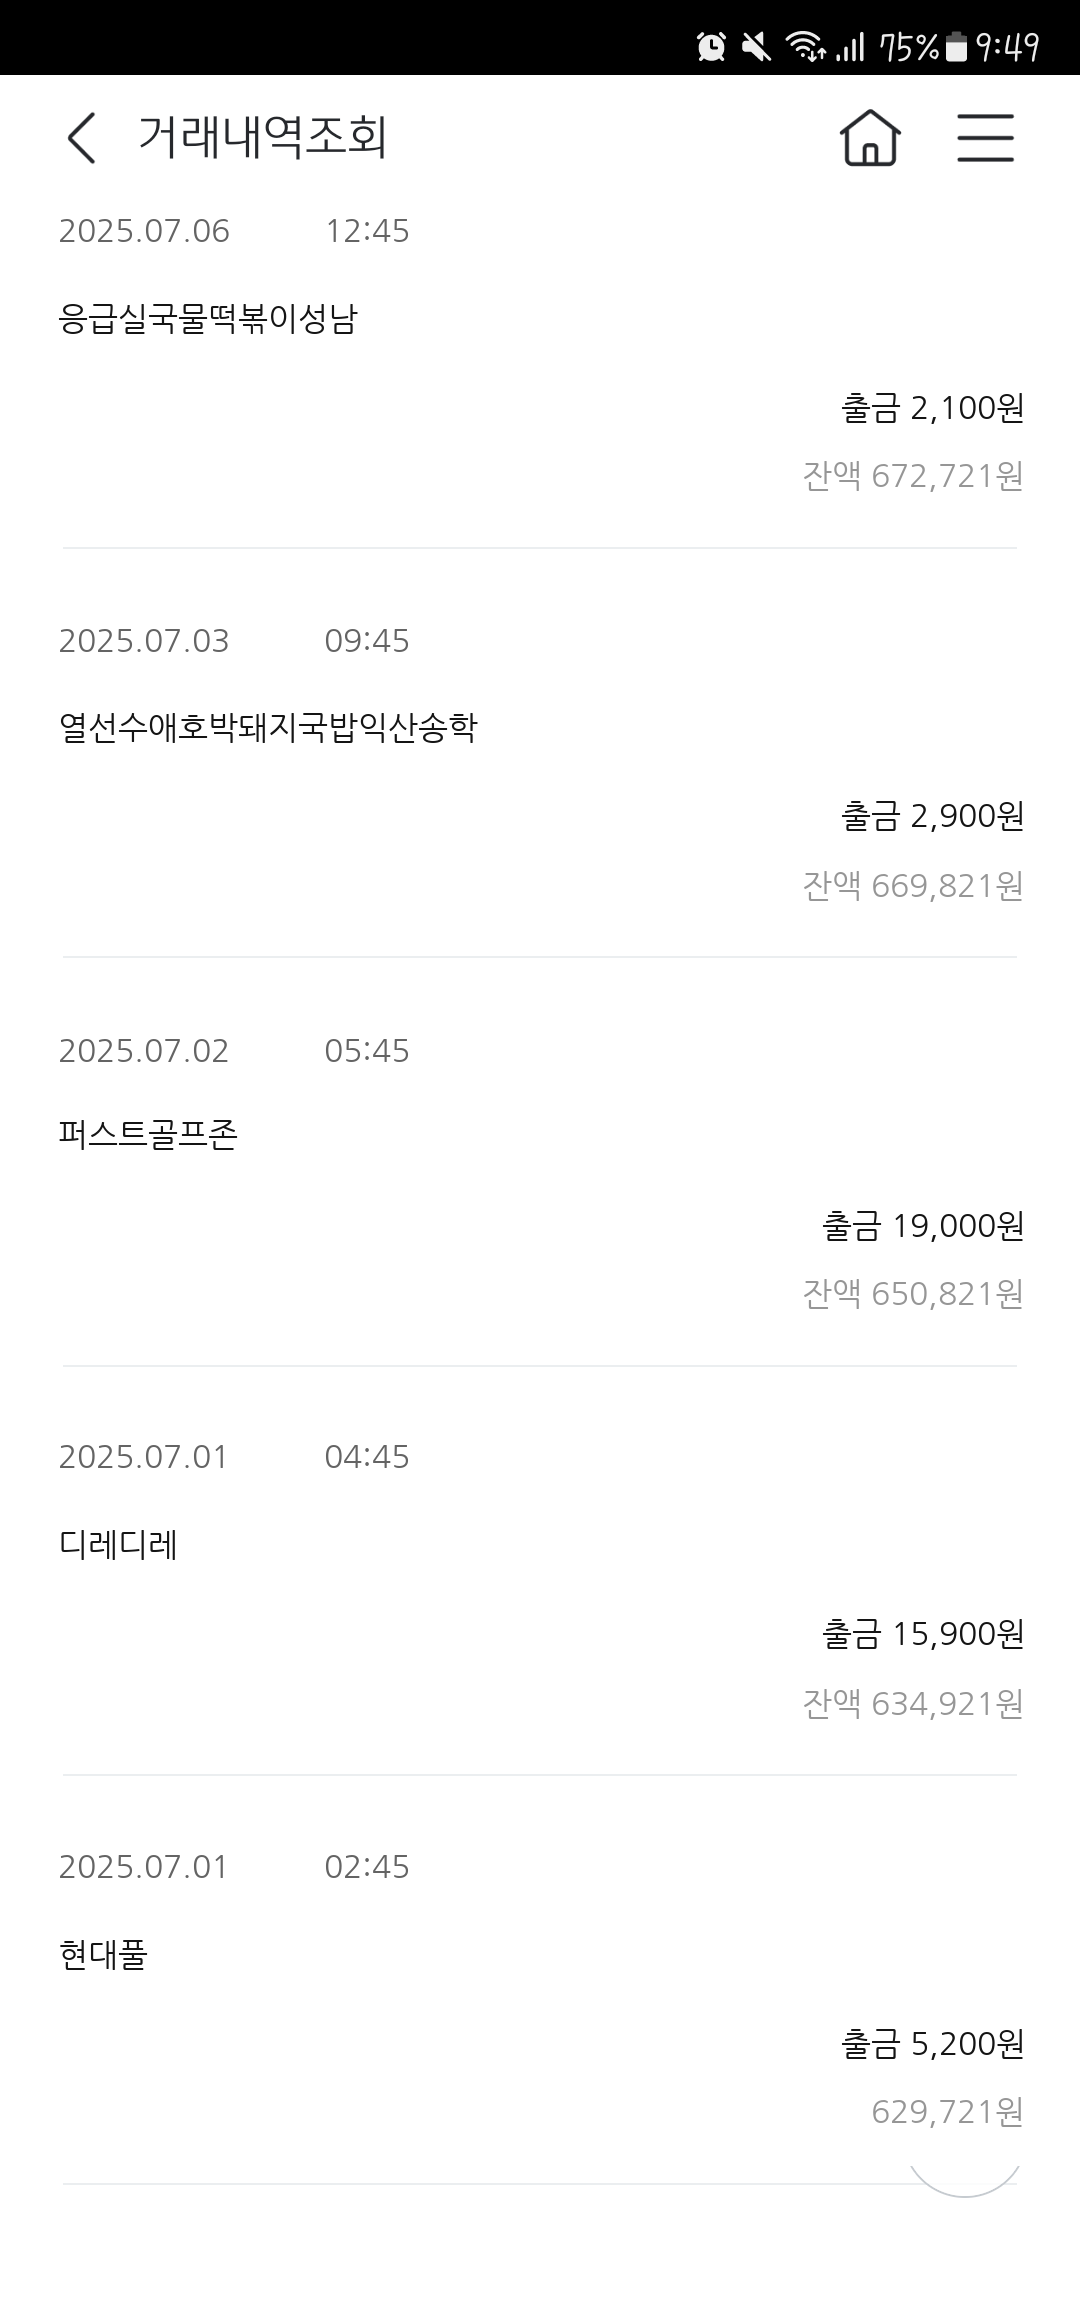 75% 9:49
거래내역조회
2025.07.06 12:45
응급실국물떡볶이성남
출금 2,100원
잔액 672,721원
2025.07.03 09:45
열선수애호박돼지국밥익산송학
출금 2,900원
잔액 669,821원
2025.07.02 05:45
퍼스트골프존
출금 19,000원
잔액 650,821원
2025.07.01 04:45
디레디레
출금 15,900원
잔액 634,921원
2025.07.01 02:45
현대풀
출금 5,200원
629,721원